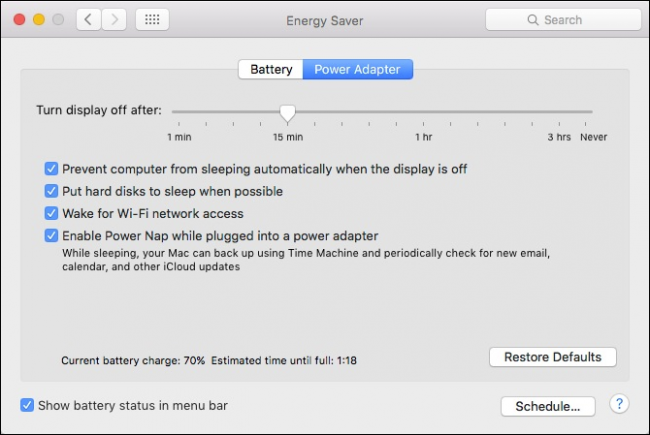 Energy Saver
Search
Battery
Power Adapter
Turn display off after:
1 min 15 min 1 hr 3 hrs Never
Prevent computer from sleeping automatically when the display is off
Put hard disks to sleep when possible
Wake for Wi-Fi network access
Enable Power Nap while plugged into a power adapter
While sleeping, your Mac can back up using Time Machine and periodically check for new email,
calendar, and other iCloud updates
Current battery charge: 70% Estimated time until full: 1:18
Restore Defaults
Show battery status in menu bar
Schedule...
?